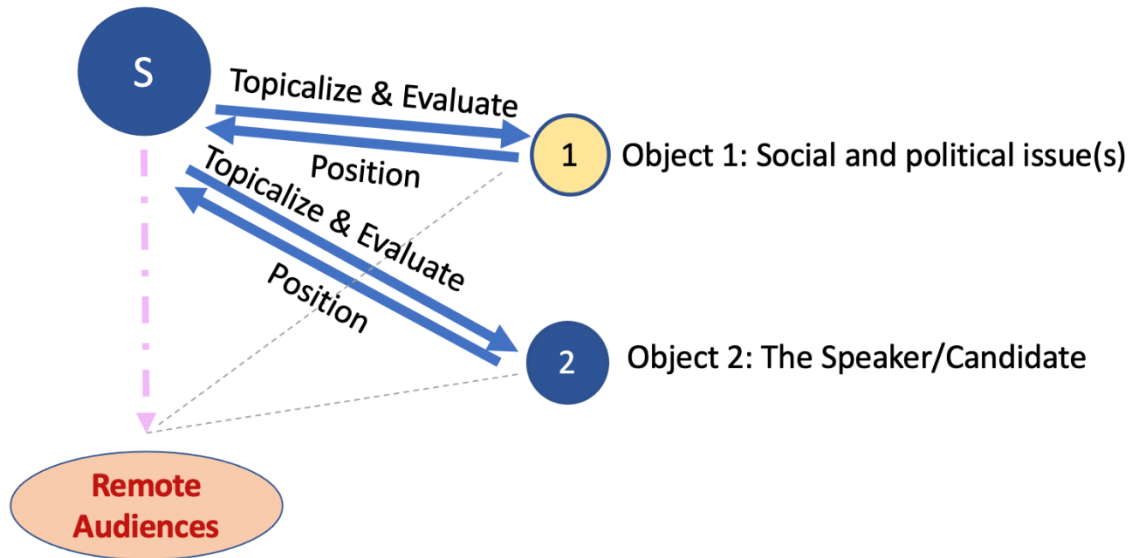 S
Topicalize & Evaluate
Position
1
Object 1: Social and political issue(s)
Topicalize & Evaluate
Position
2
Object 2: The Speaker/Candidate
Remote
Audiences